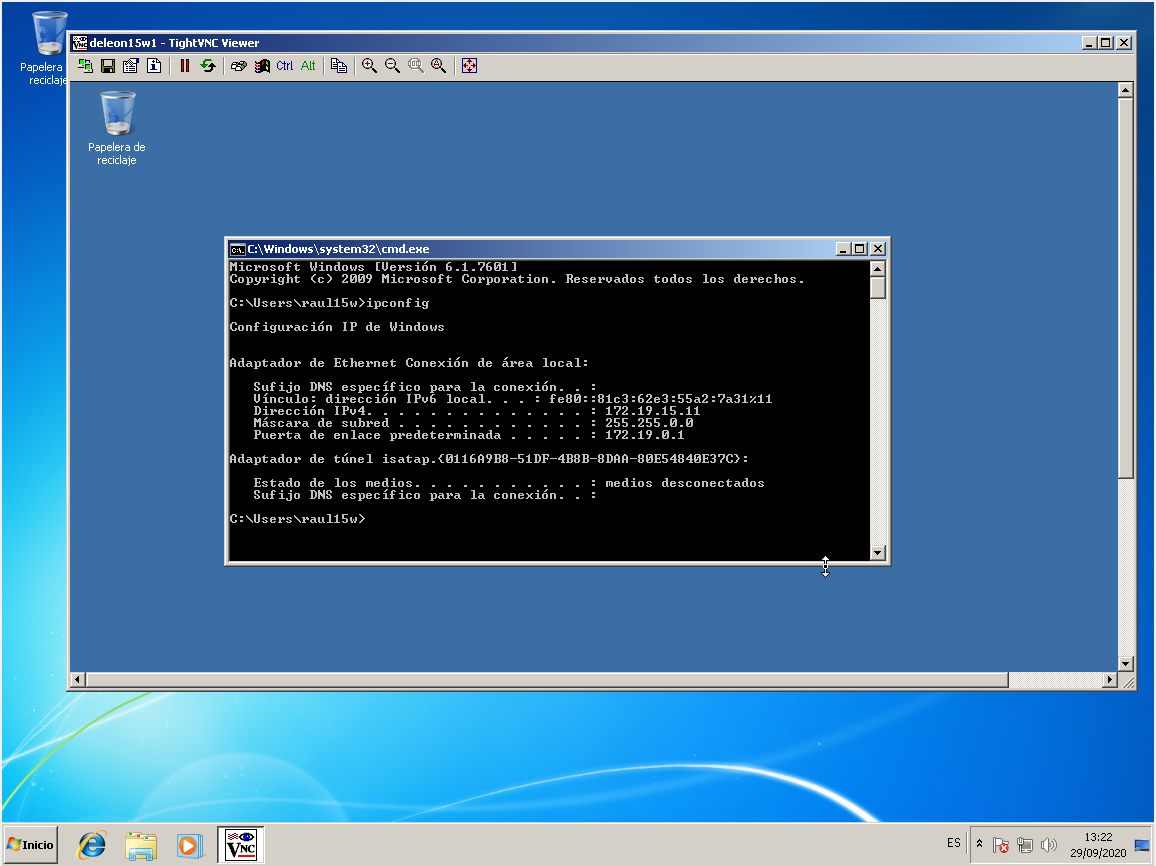 Papelera
reciclaje
deleon15w1 - TightVNC Viewer
Ctrl Alt
Papelera de
reciclaje
C:\Windows\system32\cmd.exe
Microsoft Windows [Versión 6.1.7601]
Copyright (c) 2009 Microsoft Corporation. Reservados todos los derechos.
C:\Users\raul15w>ipconfig
Configuración IP de Windows
Adaptador de Ethernet Conexión de área local:
Sufijo DNS específico para la conexión. . :
Vínculo: dirección IPv6 local. . . : fe80::81c3:62e3:55a2:7a31%11
Dirección IPv4. . . . . . . . . . . . . . : 172.19.15.11
Máscara de subred . . . . . . . . . . . . : 255.255.0.0
Puerta de enlace predeterminada . . . . . : 172.19.0.1
Adaptador de túnel isatap.{0116A9B8-51DF-4B8B-8DAA-80E54840E37C}:
Estado de los medios. . . . . . . . . . . : medios desconectados
Sufijo DNS específico para la conexión. . :
C:\Users\raul15w>
Inicio
VNC
ES
13:22
29/09/2020